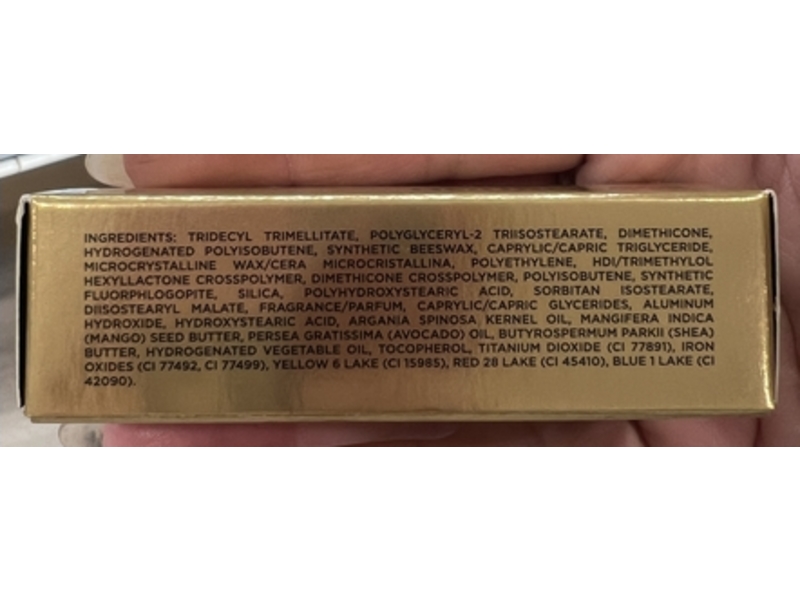 INGREDIENTS: TRIDECYL TRIMELLITATE, POLYGLYCERYL-2 TRIISOSTEARATE, DIMETHICONE,
HYDROGENATED POLYISOBUTENE, SYNTHETIC BEESWAX, CAPRYLIC/CAPRIC TRIGLYCERIDE,
MICROCRYSTALLINE WAX/CERA MICROCRISTALLINA, POLYETHYLENE, HDI/TRIMETHYLOL
HEXYLLACTONE CROSSPOLYMER, DIMETHICONE CROSSPOLYMER, POLYISOBUTENE, SYNTHETIC
FLUORPHLOGOPITE, SILICA, POLYHYDROXYSTEARIC ACID, SORBITAN ISOSTEARATE,
DIISOSTEARYL MALATE, FRAGRANCE/PARFUM, CAPRYLIC/CAPRIC GLYCERIDES, ALUMINUM
HYDROXIDE, HYDROXYSTEARIC ACID, ARGANIA SPINOSA KERNEL OIL, MANGIFERA INDICA
(MANGO) SEED BUTTER, PERSEA GRATISSIMA (AVOCADO) OIL, BUTYROSPERMUM PARKII (SHEA)
BUTTER, HYDROGENATED VEGETABLE OIL, TOCOPHEROL, TITANIUM DIOXIDE (CI 77891), IRON
OXIDES (CI 77492, CI 77499), YELLOW 6 LAKE (CI 15985), RED 28 LAKE (CI 45410), BLUE 1 LAKE (CI
42090).